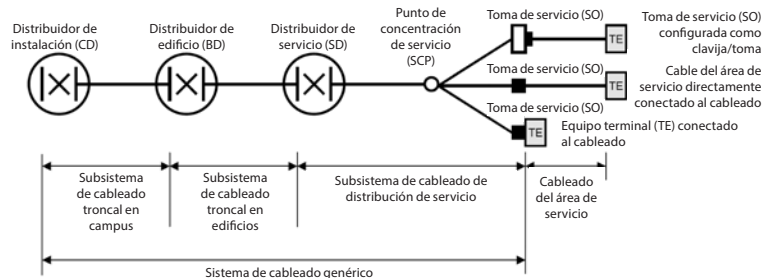 Distribuidor de
instalación (CD)
Distribuidor de
edificio (BD)
Distribuidor de
servicio (SD)
Punto de
concentración
de servicio
(SCP)
Toma de servicio (SO)
TE
Toma de servicio (SO)
configurada como
clavija/toma
Toma de servicio (SO)
TE
Cable del área de
servicio directamente
conectado al cableado
Toma de servicio (SO)
TE
Equipo terminal (TE) conectado
al cableado
Subsistema
de cableado
troncal en
campus
Subsistema
de cableado
troncal en
edificios
Subsistema de cableado de
distribución de servicio
Cableado
del área de
servicio
Sistema de cableado genérico